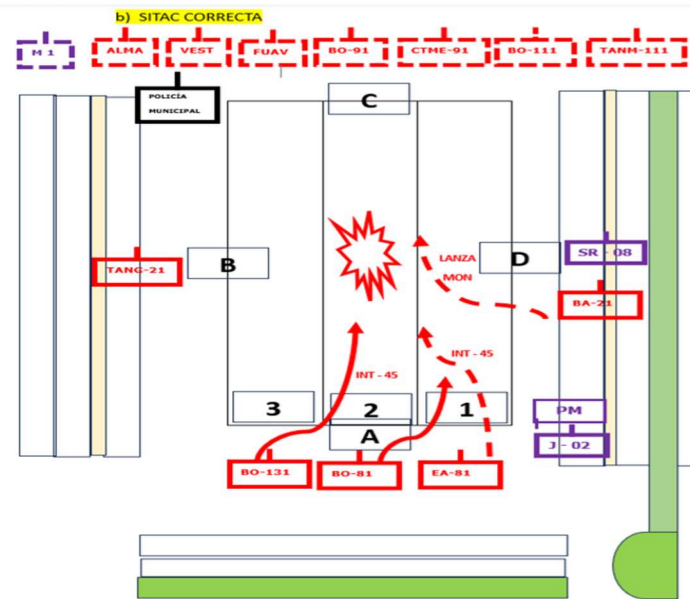 b) SITAC CORRECTA
M 1
ALMA
VEST
FUAV
BO-91
CTME-91
BO-111
TANM-111
POLICÍA
MUNICIPAL
C
B
D
TANG-21
LANZA
MON
SR - 08
BA-21
INT - 45
INT - 45
3
2
1
A
PM
J - 02
BO-131
BO-81
EA-81